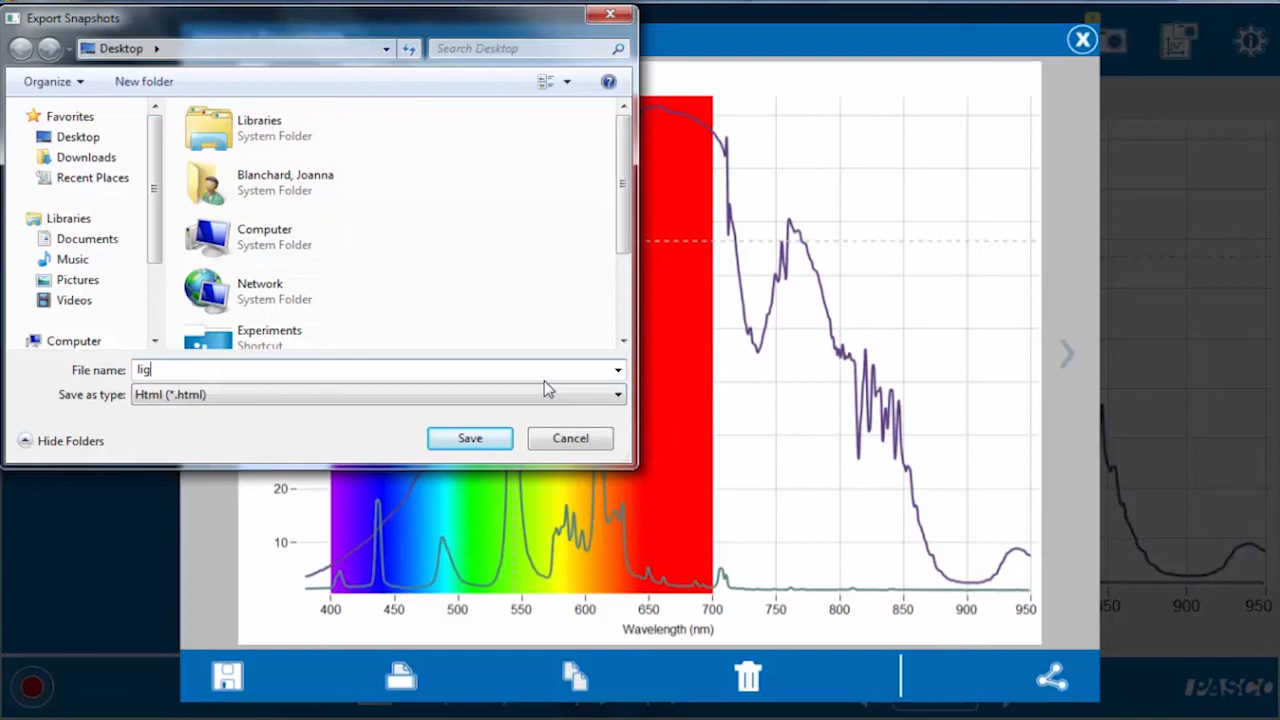 Export Snapshots
Desktop
Search Desktop
Organize
New folder
Favorites
Desktop
Downloads
Recent Places
Libraries
Documents
Music
Pictures
Videos
Computer
Libraries
System Folder
Blanchard, Joanna
System Folder
Computer
System Folder
Network
System Folder
Experiments
Shortcut
File name: lig
Save as type: Html (*.html)
Hide Folders
Save
Cancel
20
10
400 450 500 550 600 650 700 750 800 850 900 950
Wavelength (nm)
850 900 950
PASCO